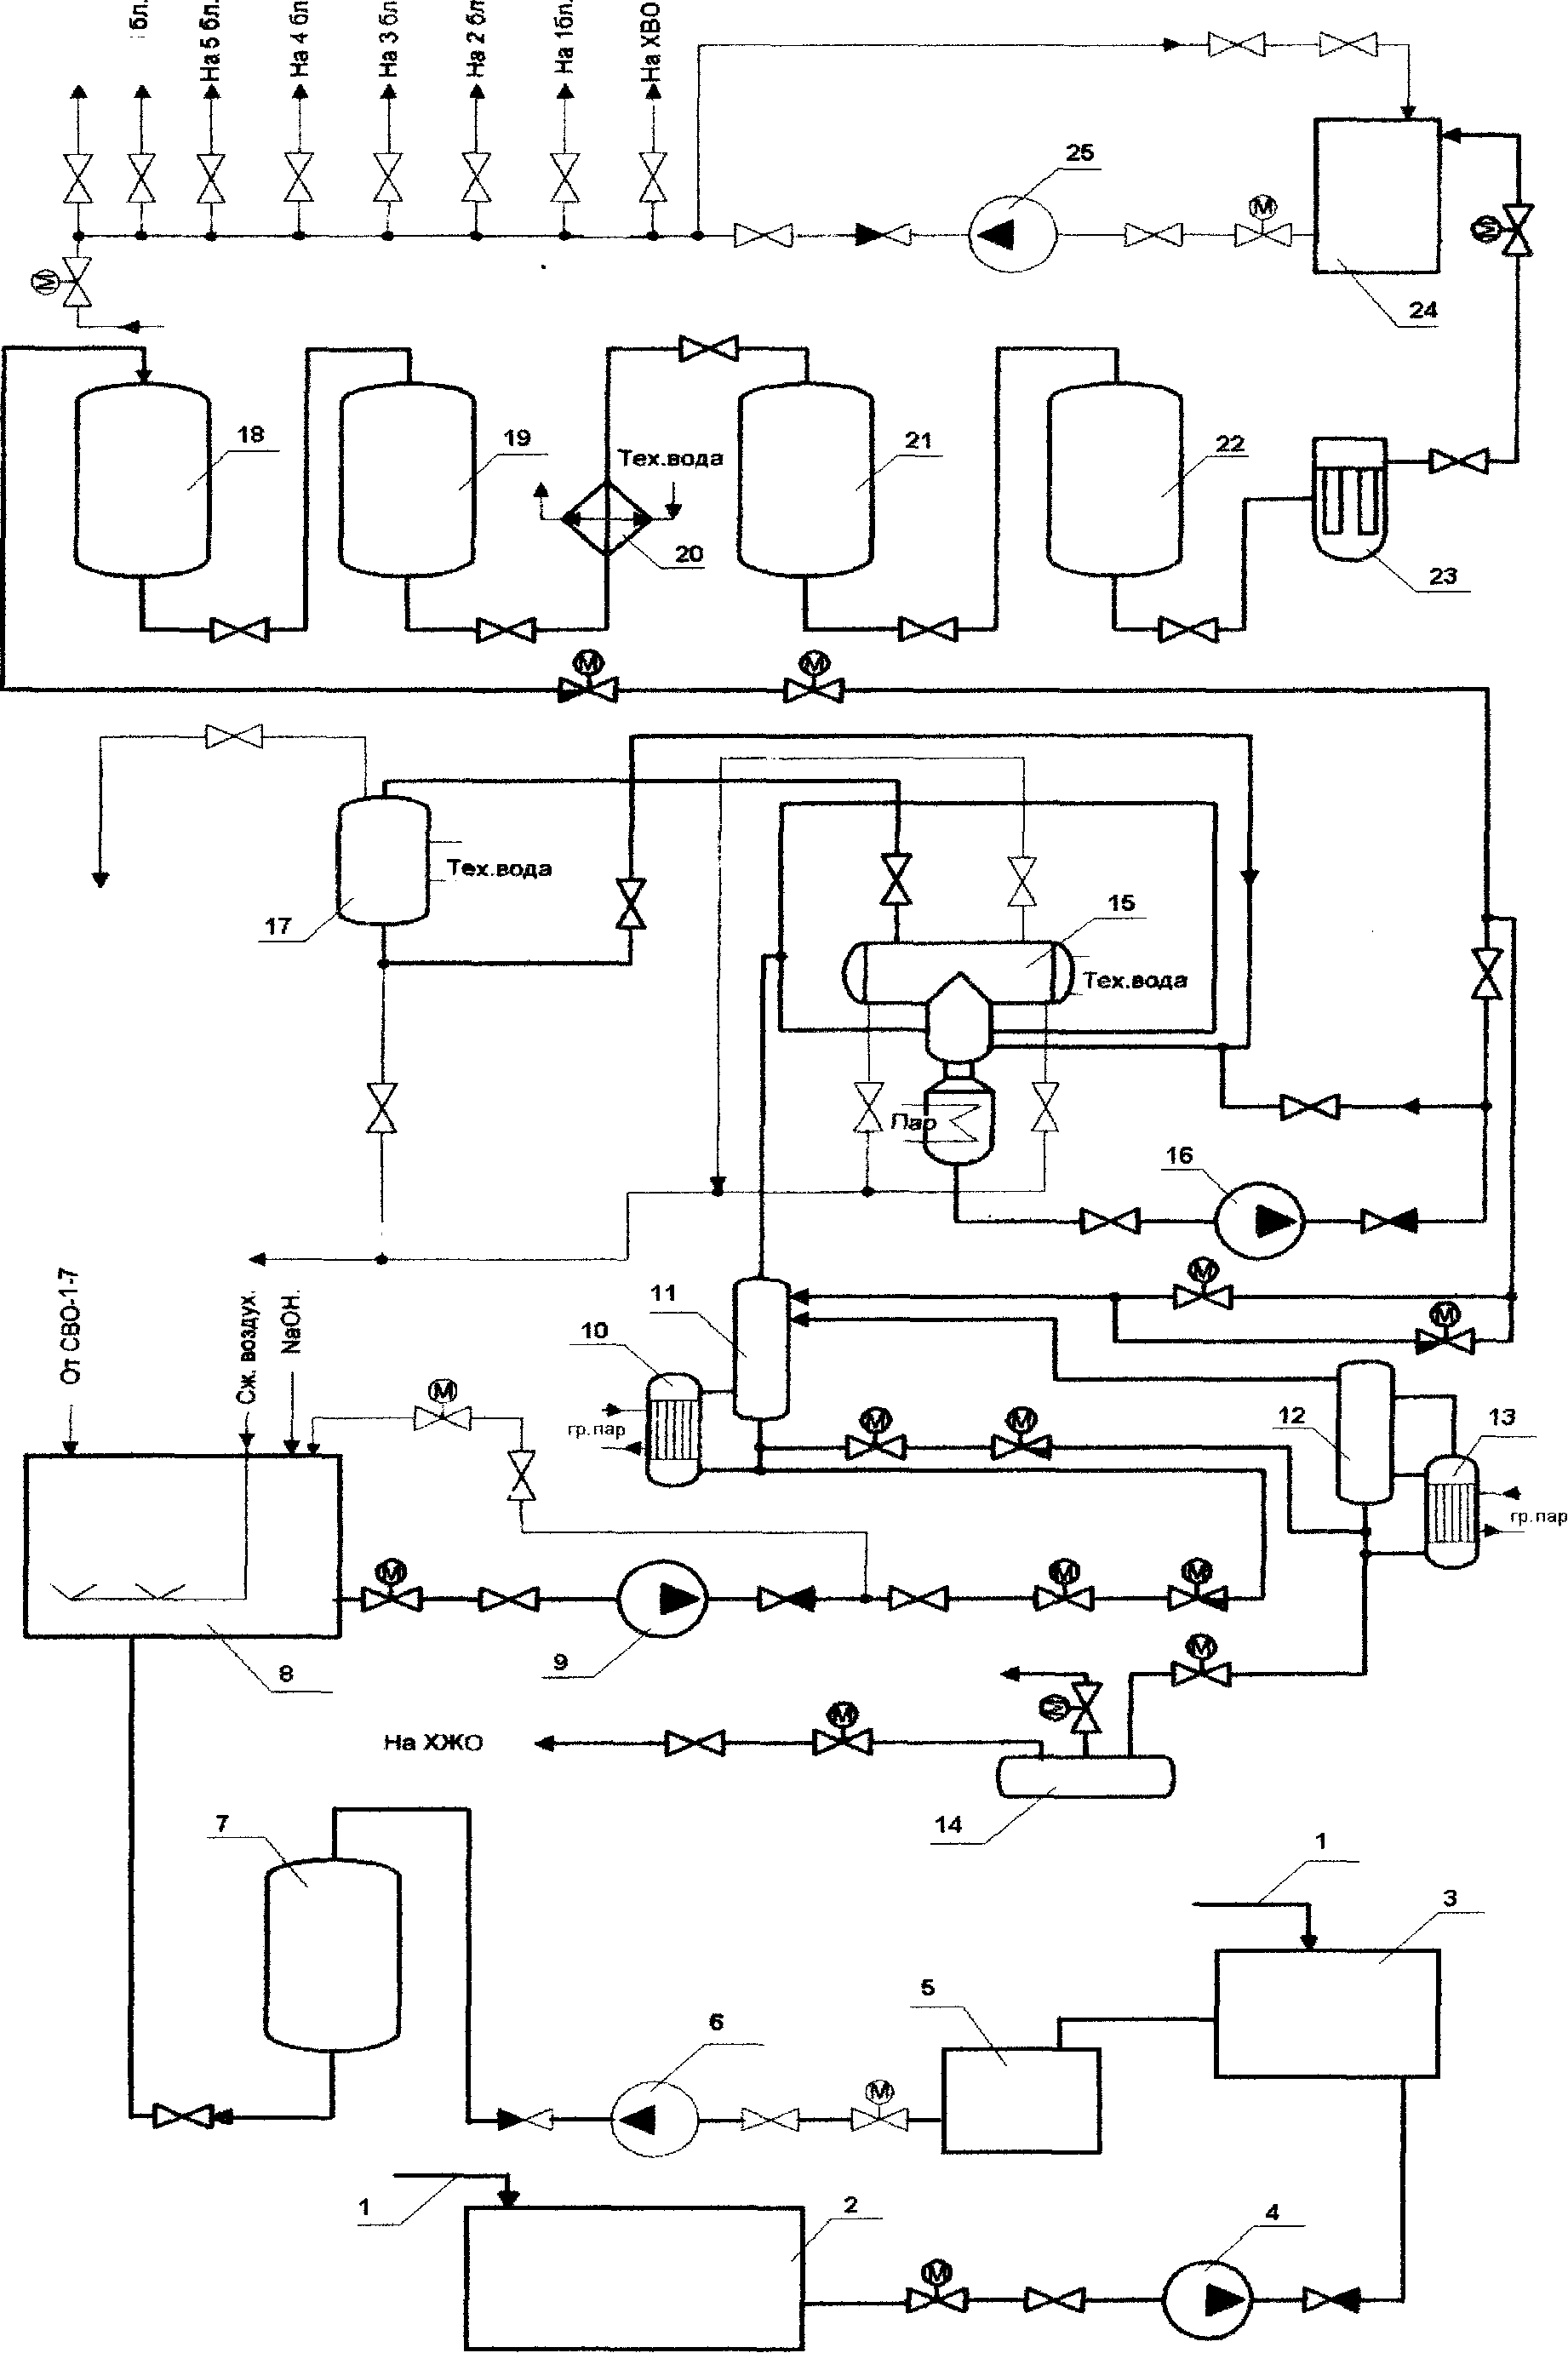 бл.
На 5 бл.
На 4 бл
На 3 бл
На 2 бл
На 1бл.
На ХВО
25
М
М
24
М
18
19
Тех.вода
21
22
20
23
М
М
Тех.вода
17
15
Тех.вода
Пар
16
От СВО-1-7
Сж. воздух.
NaOH.
М
11
М
10
М
гр.пар
М
М
12
13
гр.пар
М
М
М
8
9
М
М
На ХЖО
М
14
7
1
3
5
6
М
1
2
4
М